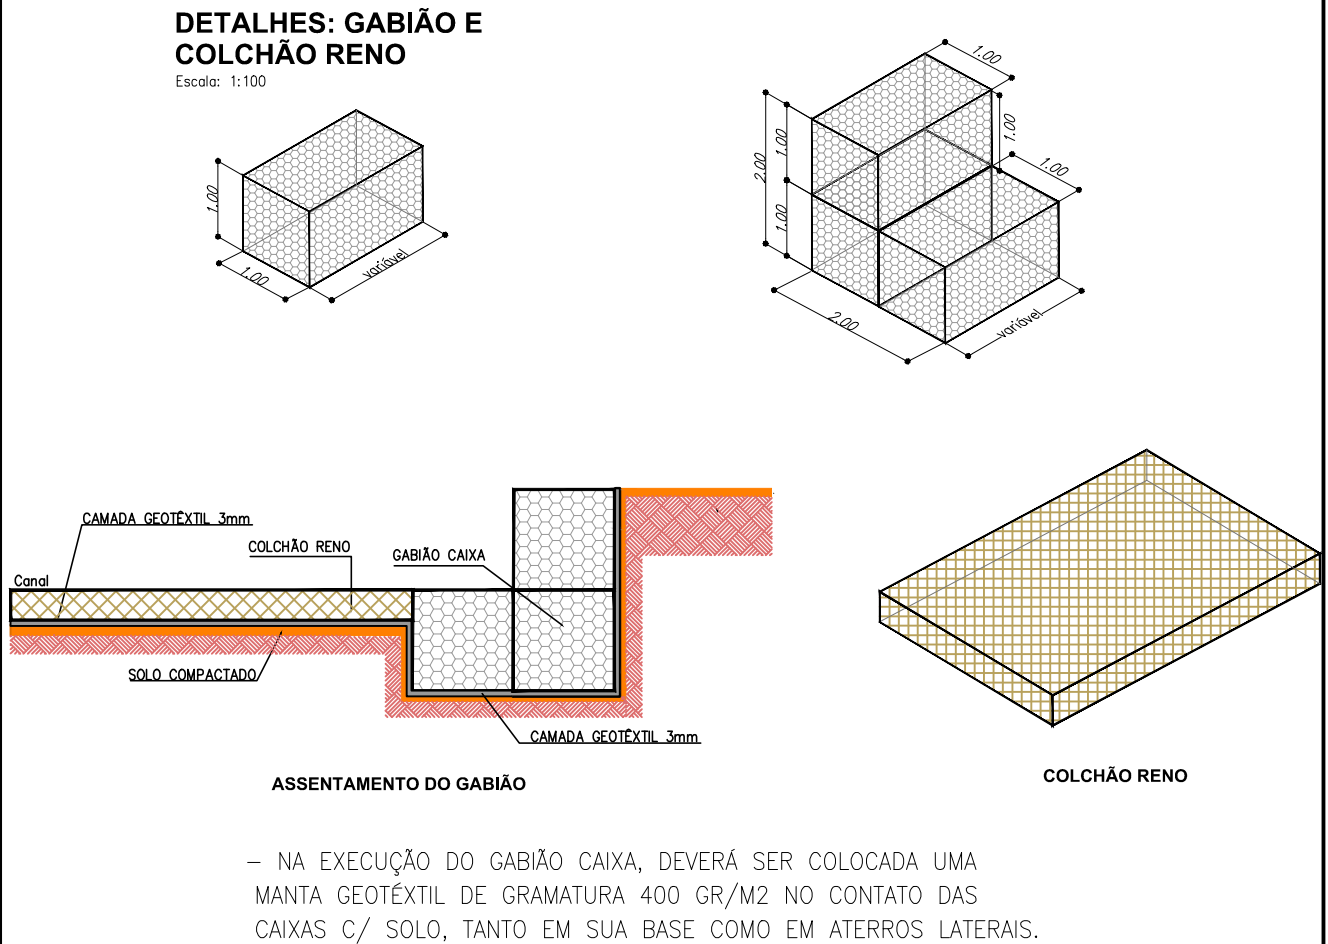 DETALHES: GABIÃO E
COLCHÃO RENO
Escala: 1:100
1.00
1.00
variável
1.00
1.00
1.00
2.00
1.00
1.00
2.00
variável
CAMADA GEOTÊXTIL 3mm
COLCHÃO RENO
GABIÃO CAIXA
Canal
SOLO COMPACTADO
CAMADA GEOTÊXTIL 3mm
ASSENTAMENTO DO GABIÃO
COLCHÃO RENO
– NA EXECUÇÃO DO GABIÃO CAIXA, DEVERÁ SER COLOCADA UMA
MANTA GEOTÉXTIL DE GRAMATURA 400 GR/M2 NO CONTATO DAS
CAIXAS C/ SOLO, TANTO EM SUA BASE COMO EM ATERROS LATERAIS.